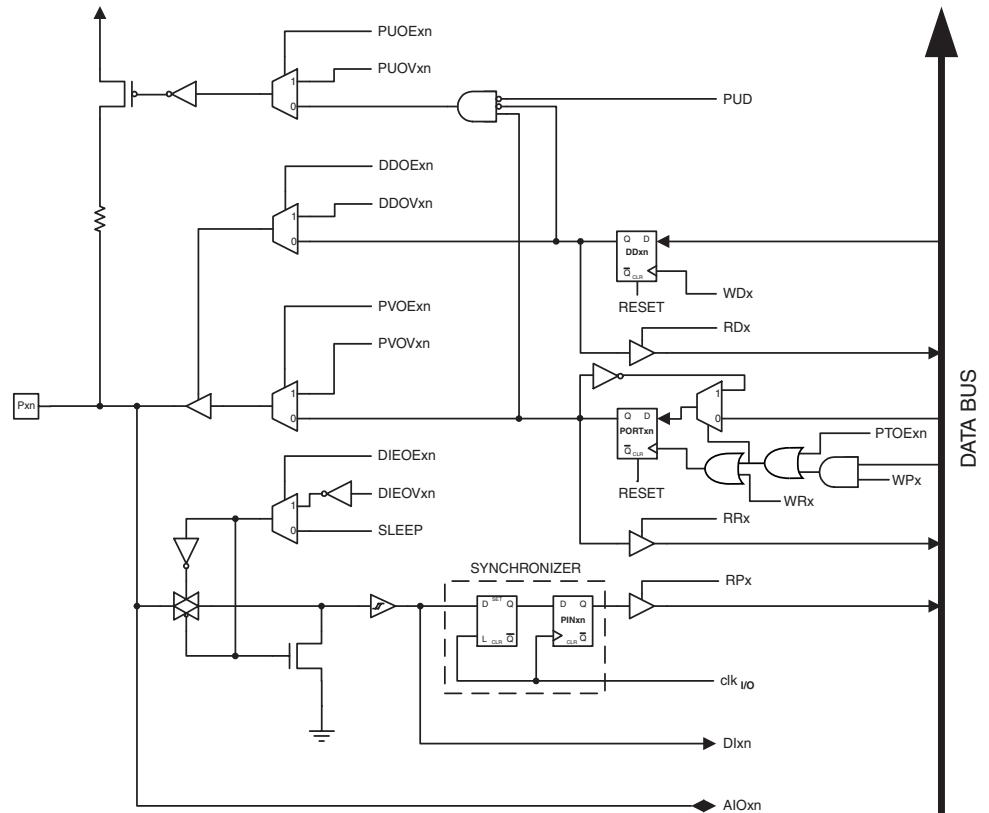 PUOExn
PUOVxn
1
0
PUD
DDOExn
DDOVxn
1
0
Q D
DDxn
Q CLR
WDx
RESET
RDx
PVOExn
PVOVxn
1
0
Pxn
1
0
Q D
PORTxn
Q CLR
PTOExn
WPx
WRx
RESET
RRx
DATA BUS
DIEOExn
DIEOVxn
1
0
SLEEP
SYNCHRONIZER
D SET Q
L CLR Q
D Q
PINxn
CLR Q
RPx
clk I/O
DIxn
AIOxn